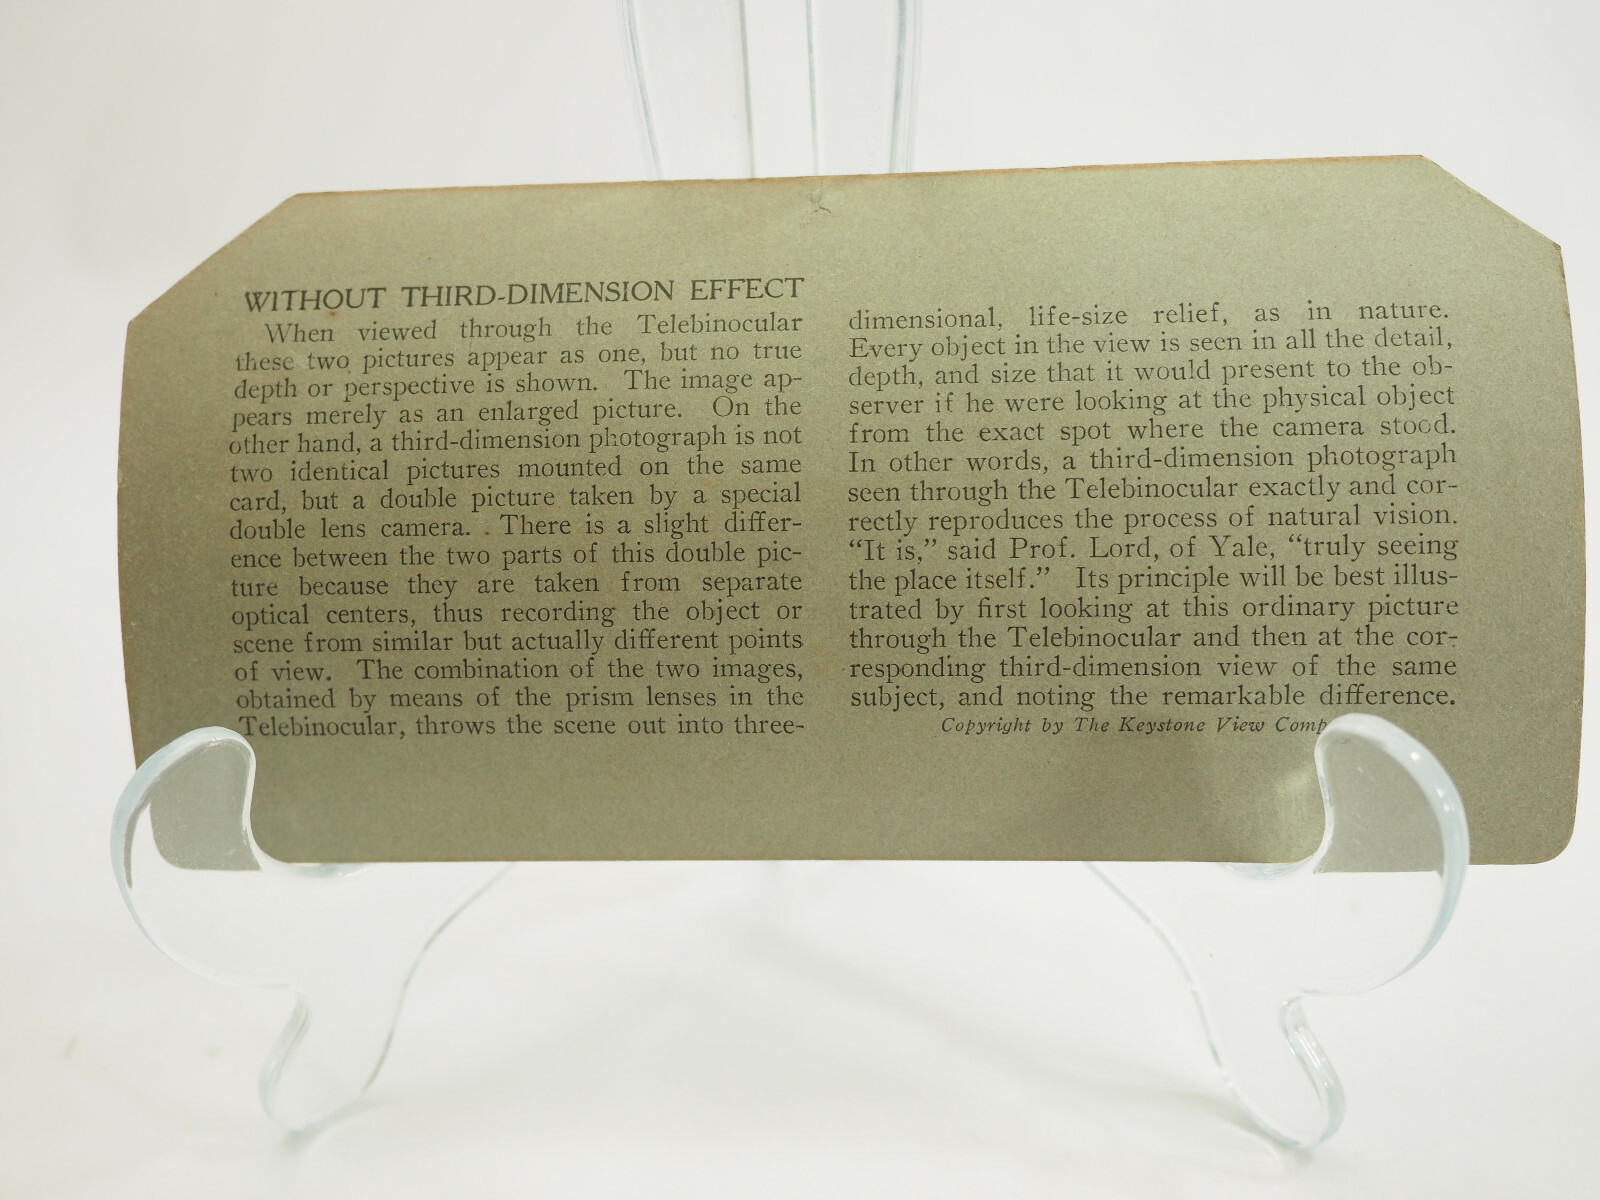 WITHOUT THIRD-DIMENSION EFFECT
When viewed through the Telebinocular
these two pictures appear as one, but no true
depth or perspective is shown. The image ap-
pears merely as an enlarged picture. On the
other hand, a third-dimension photograph is not
two identical pictures mounted on the same
card, but a double picture taken by a special
double lens camera. There is a slight differ-
ence between the two parts of this double pic-
ture because they are taken from separate
optical centers, thus recording the object or
scene from similar but actually different points
of view. The combination of the two images,
obtained by means of the prism lenses in the
Telebinocular, throws the scene out into three-
dimensional, life-size relief, as in nature.
Every object in the view is seen in all the detail,
depth, and size that it would present to the ob-
server if he were looking at the physical object
from the exact spot where the camera stood.
In other words, a third-dimension photograph
seen through the Telebinocular exactly and cor-
rectly reproduces the process of natural vision.
“It is,” said Prof. Lord, of Yale, “truly seeing
the place itself.” Its principle will be best illus-
trated by first looking at this ordinary picture
through the Telebinocular and then at the cor-
responding third-dimension view of the same
subject, and noting the remarkable difference.
Copyright by The Keystone View